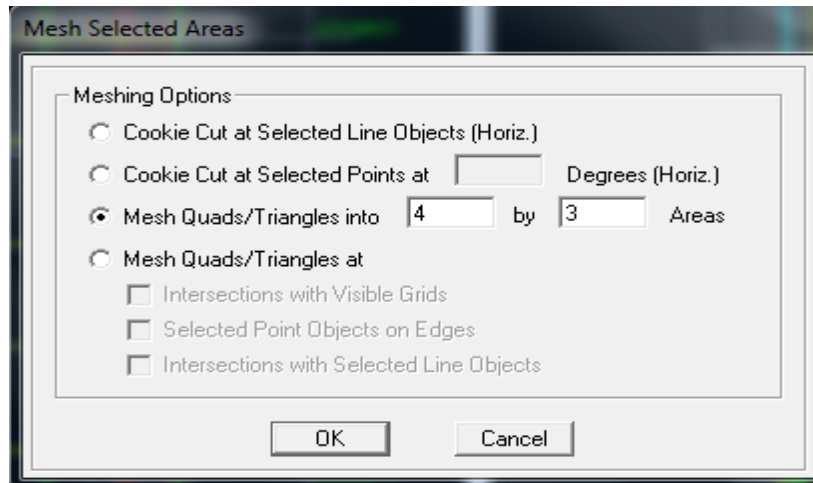 Mesh Selected Areas
Meshing Options
Cookie Cut at Selected Line Objects (Horiz.)
Cookie Cut at Selected Points at Degrees (Horiz.)
Mesh Quads/Triangles into 4 by 3 Areas
Mesh Quads/Triangles at
Intersections with Visible Grids
Selected Point Objects on Edges
Intersections with Selected Line Objects
OK Cancel